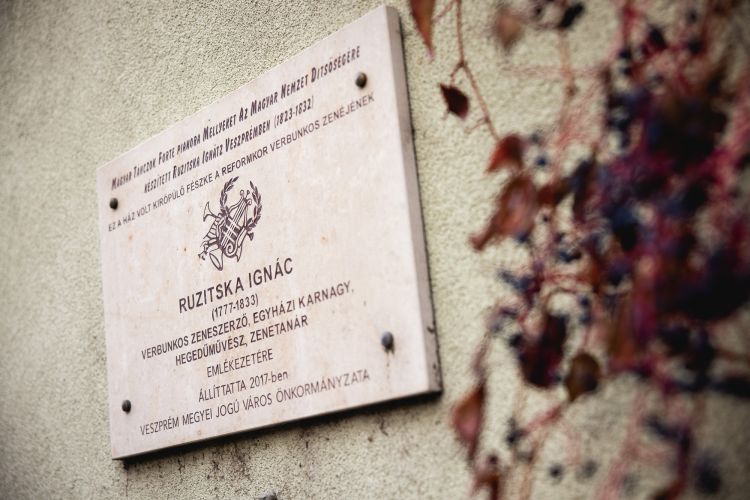 Magyar Tánczok Forte pianora Mellyeket Az Magyar Nemzet Ditsőségére
készített Ruzitska Ignátz Veszprémben (1823-1832)
EZ A HÁZ VOLT KIRÖPÜLŐ FÉSZKE A REFORMKOR VERBUNKOS ZENÉJÉNEK
RUZITSKA IGNÁC
(1777-1833)
VERBUNKOS ZENESZERZŐ, EGYHÁZI KARNAGY,
HEGEDŰMŰVÉSZ, ZENETANÁR
EMLÉKEZETÉRE
ÁLLÍTTATTA 2017-ben
VESZPRÉM MEGYEI JOGÚ VÁROS ÖNKORMÁNYZATA